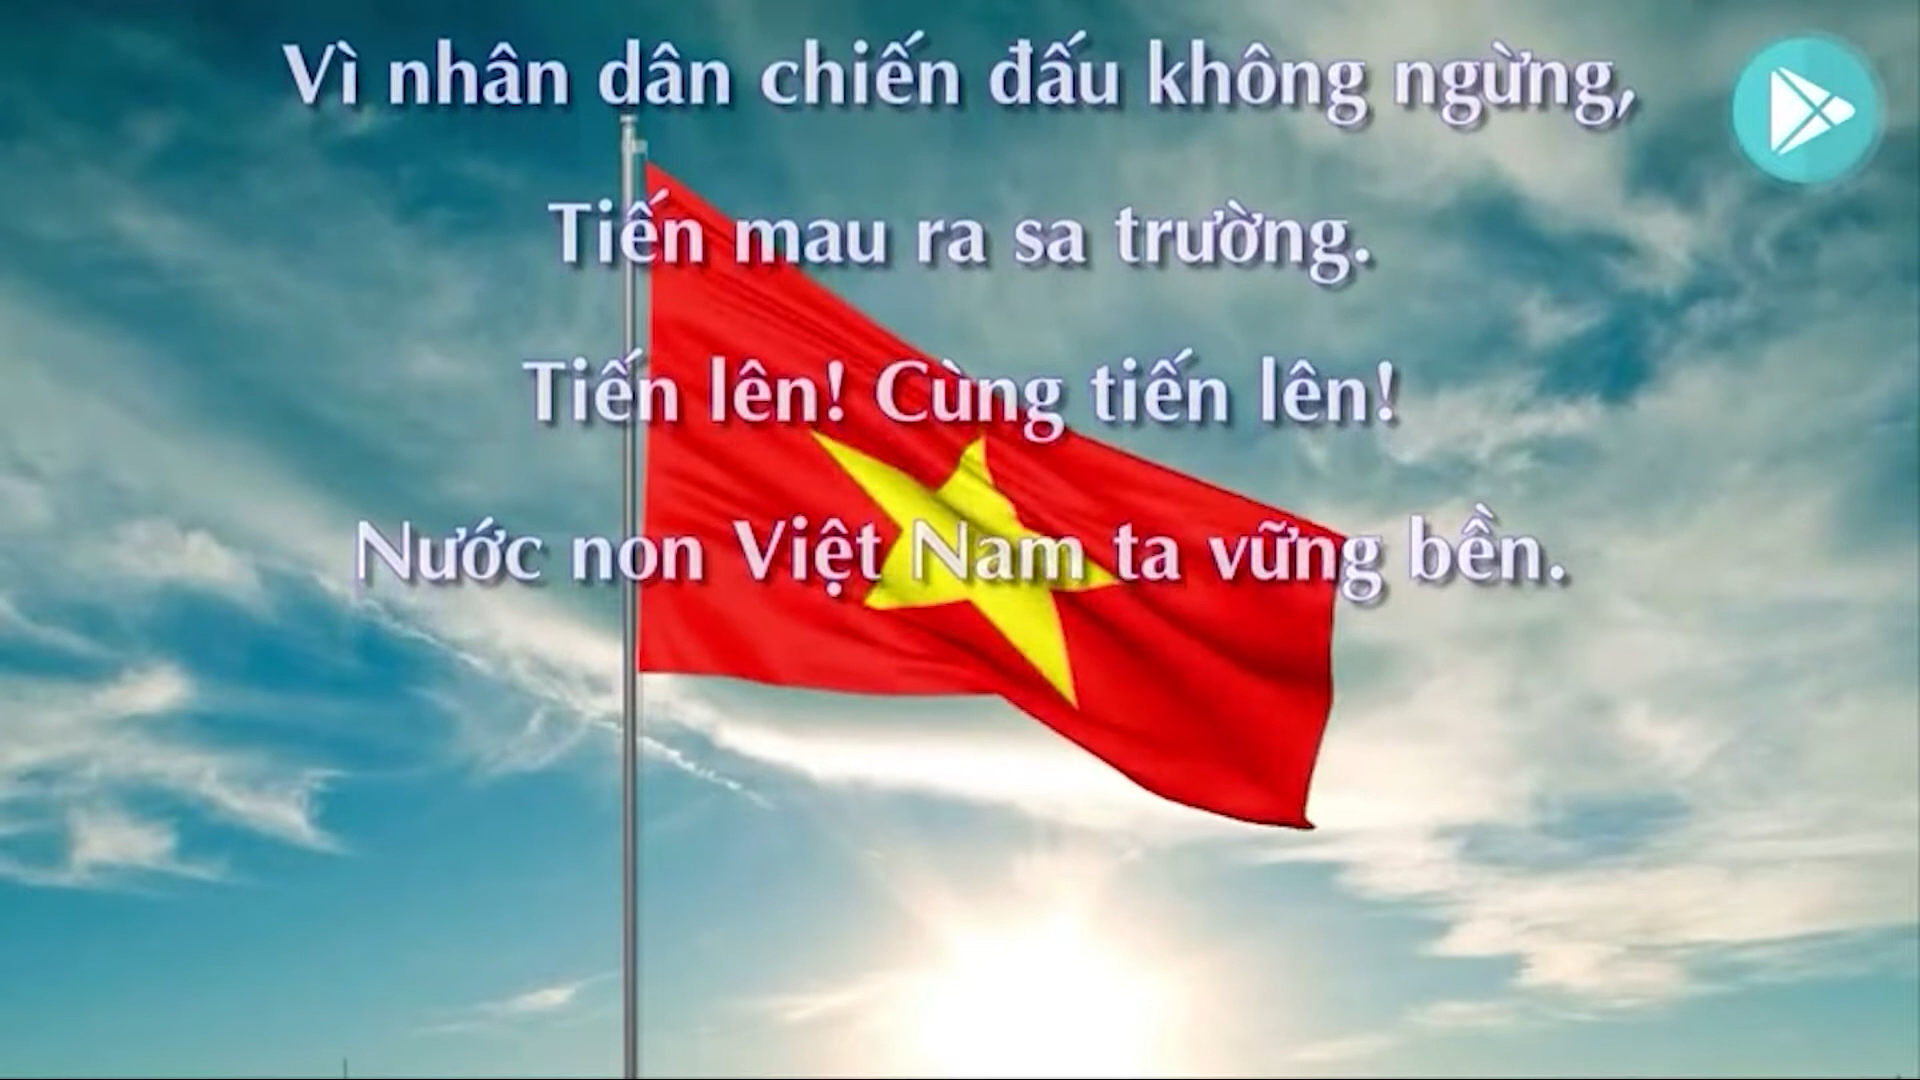 Vì nhân dân chiến đấu không ngừng,
Tiến mau ra sa trường.
Tiến lên! Cùng tiến lên!
Nước non Việt Nam ta vững bền.